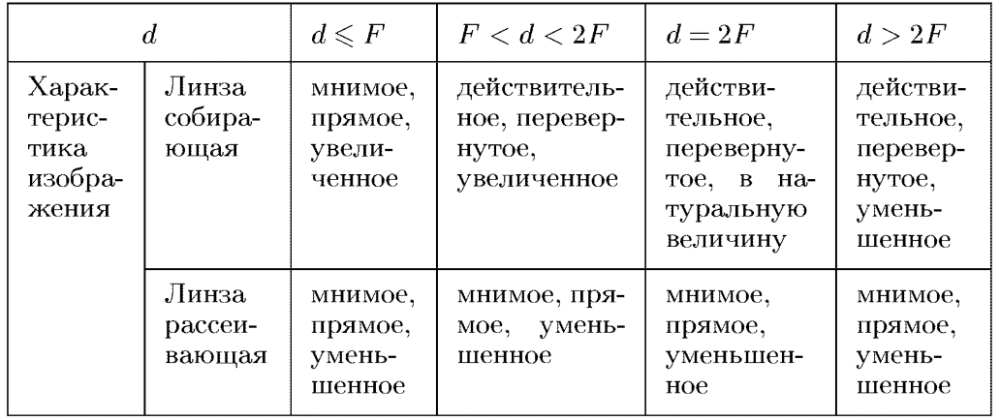 d d ⩽ F F < d < 2F d = 2F d > 2F
Харак-
терис-
тика
изобра-
жения
Линза
собира-
ющая
мнимое,
прямое,
увели-
ченное
действитель-
ное, перевер-
нутое,
увеличенное
действи-
тельное,
переверну-
тое, в на-
туральную
величину
действи-
тельное,
перевер-
нутое,
умень-
шенное
Линза
рассеи-
вающая
мнимое,
прямое,
умень-
шенное
мнимое, пря-
мое, умень-
шенное
мнимое,
прямое,
уменьшен-
ное
мнимое,
прямое,
умень-
шенное